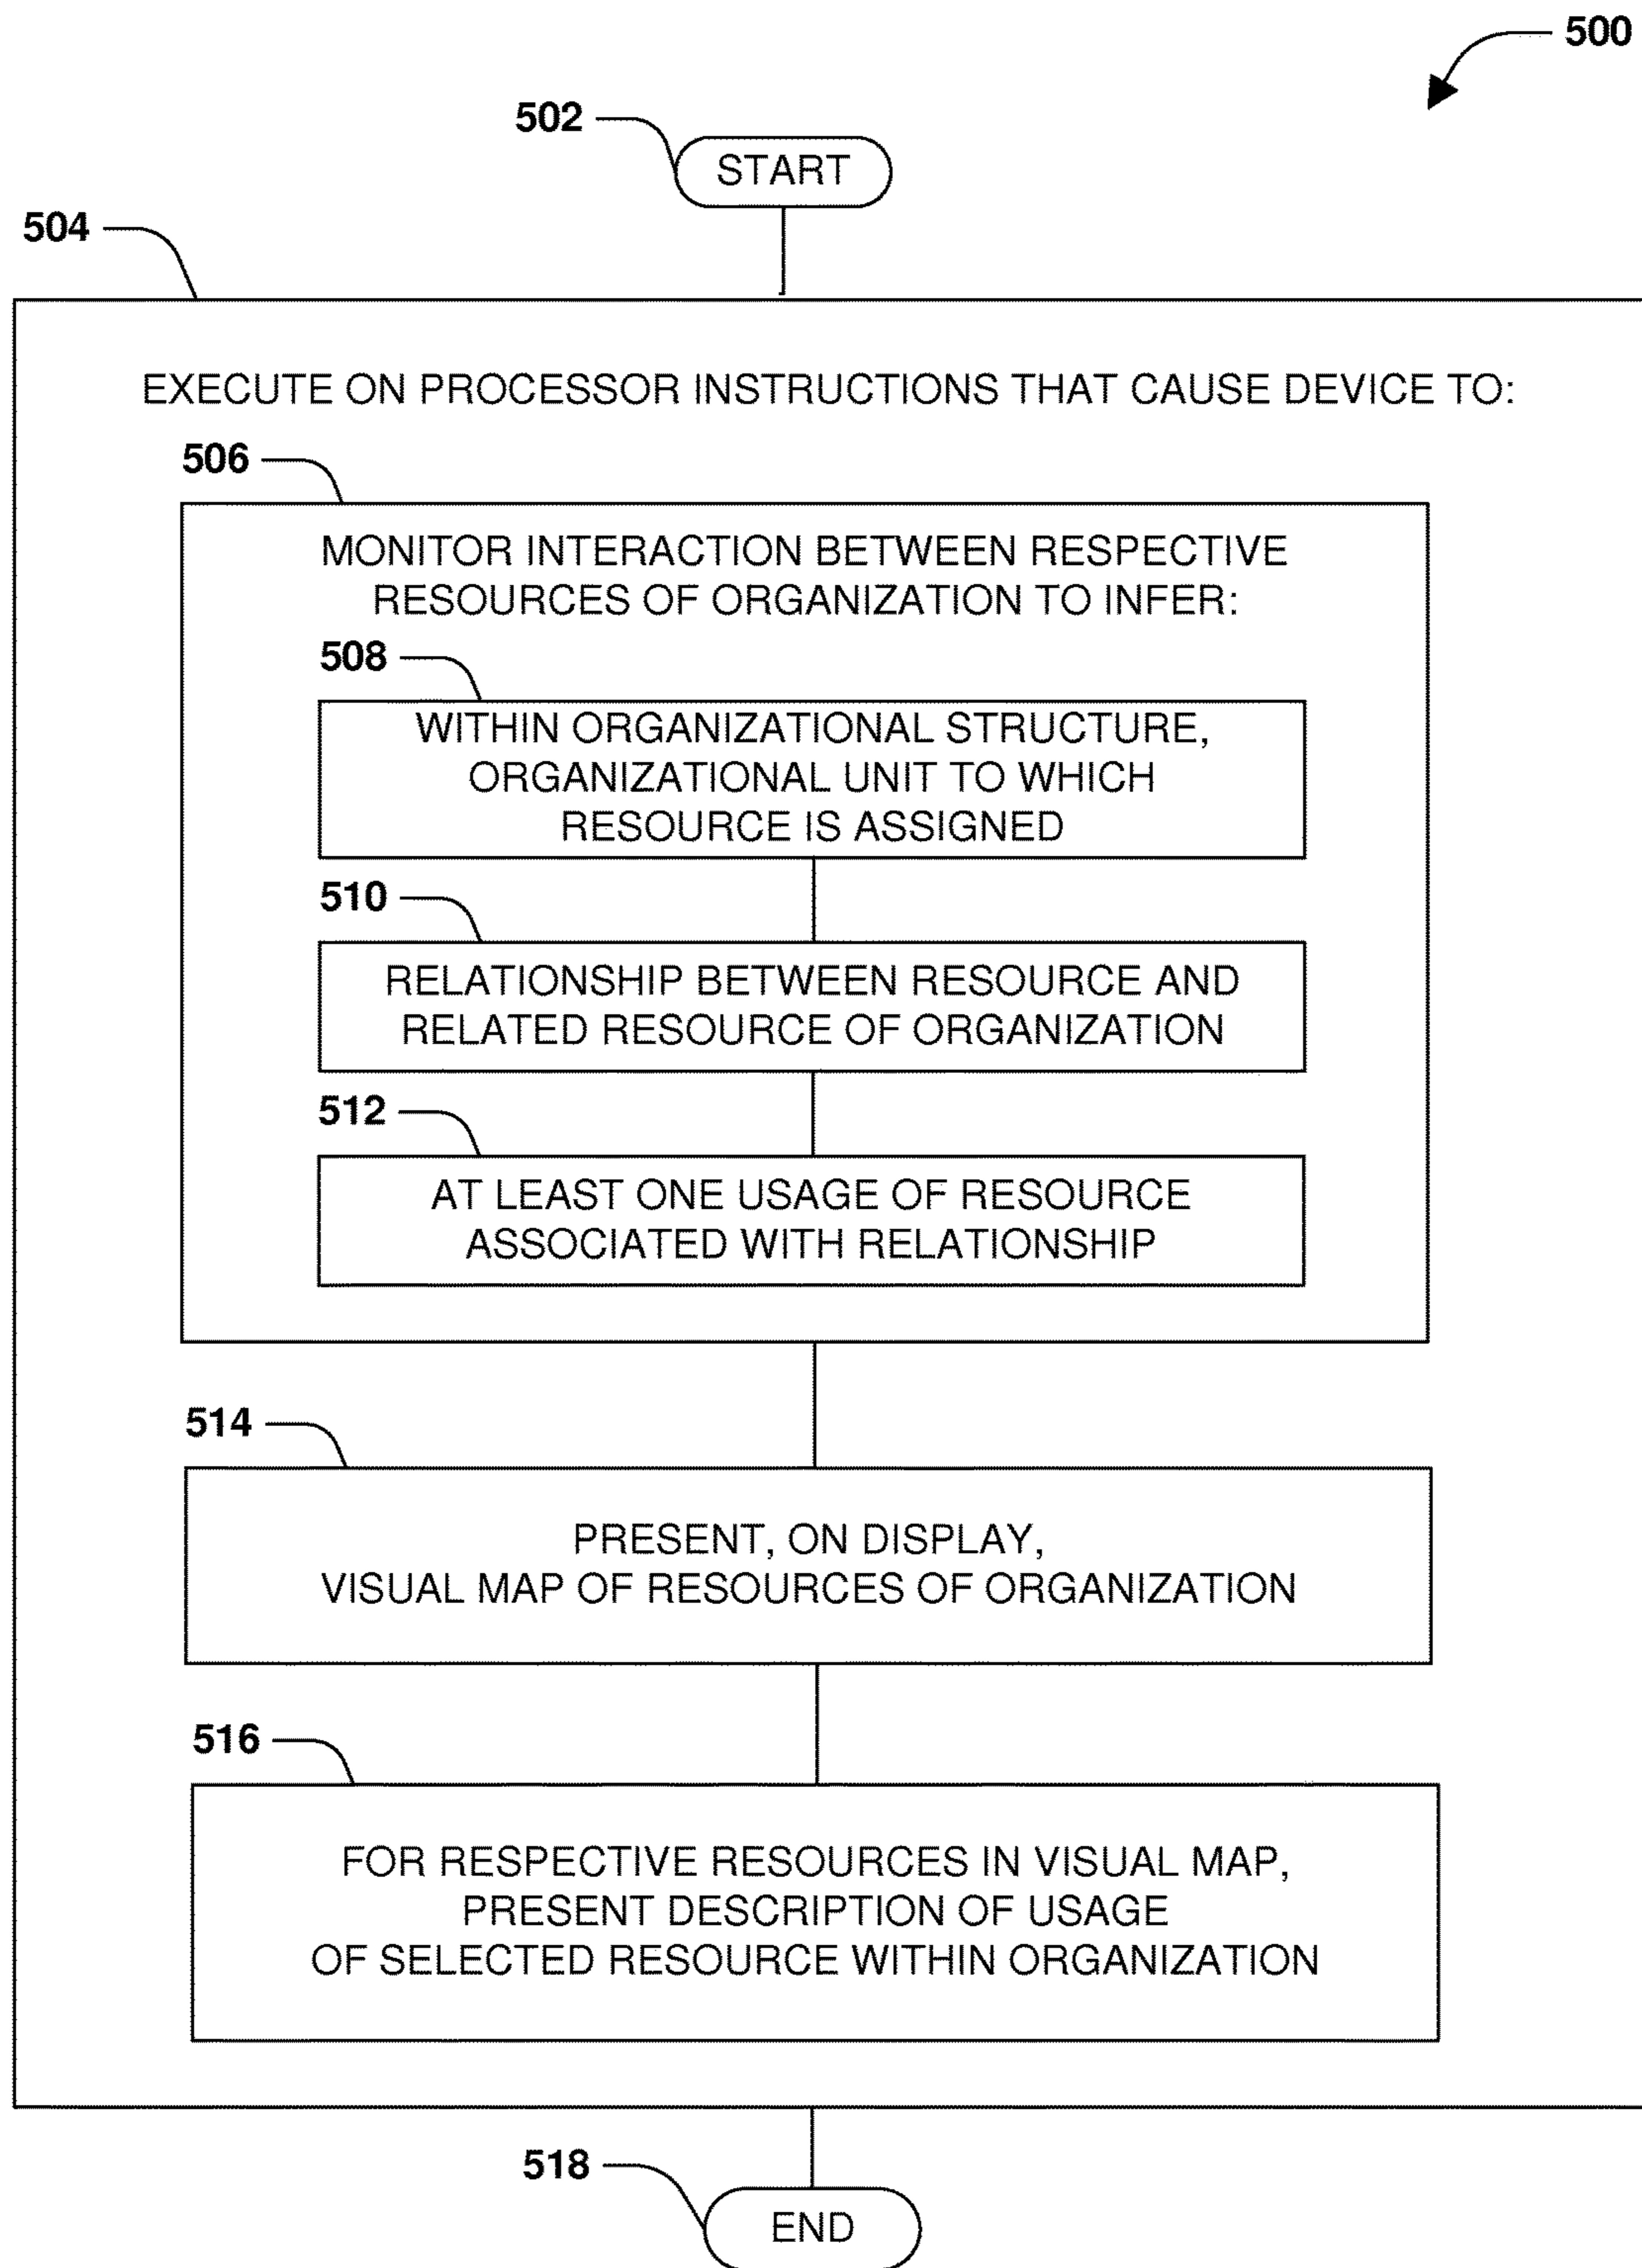 500
502
START
504
EXECUTE ON PROCESSOR INSTRUCTIONS THAT CAUSE DEVICE TO:
506
MONITOR INTERACTION BETWEEN RESPECTIVE
RESOURCES OF ORGANIZATION TO INFER:
508
WITHIN ORGANIZATIONAL STRUCTURE,
ORGANIZATIONAL UNIT TO WHICH
RESOURCE IS ASSIGNED
510
RELATIONSHIP BETWEEN RESOURCE AND
RELATED RESOURCE OF ORGANIZATION
512
AT LEAST ONE USAGE OF RESOURCE
ASSOCIATED WITH RELATIONSHIP
514
PRESENT, ON DISPLAY,
VISUAL MAP OF RESOURCES OF ORGANIZATION
516
FOR RESPECTIVE RESOURCES IN VISUAL MAP,
PRESENT DESCRIPTION OF USAGE
OF SELECTED RESOURCE WITHIN ORGANIZATION
518
END